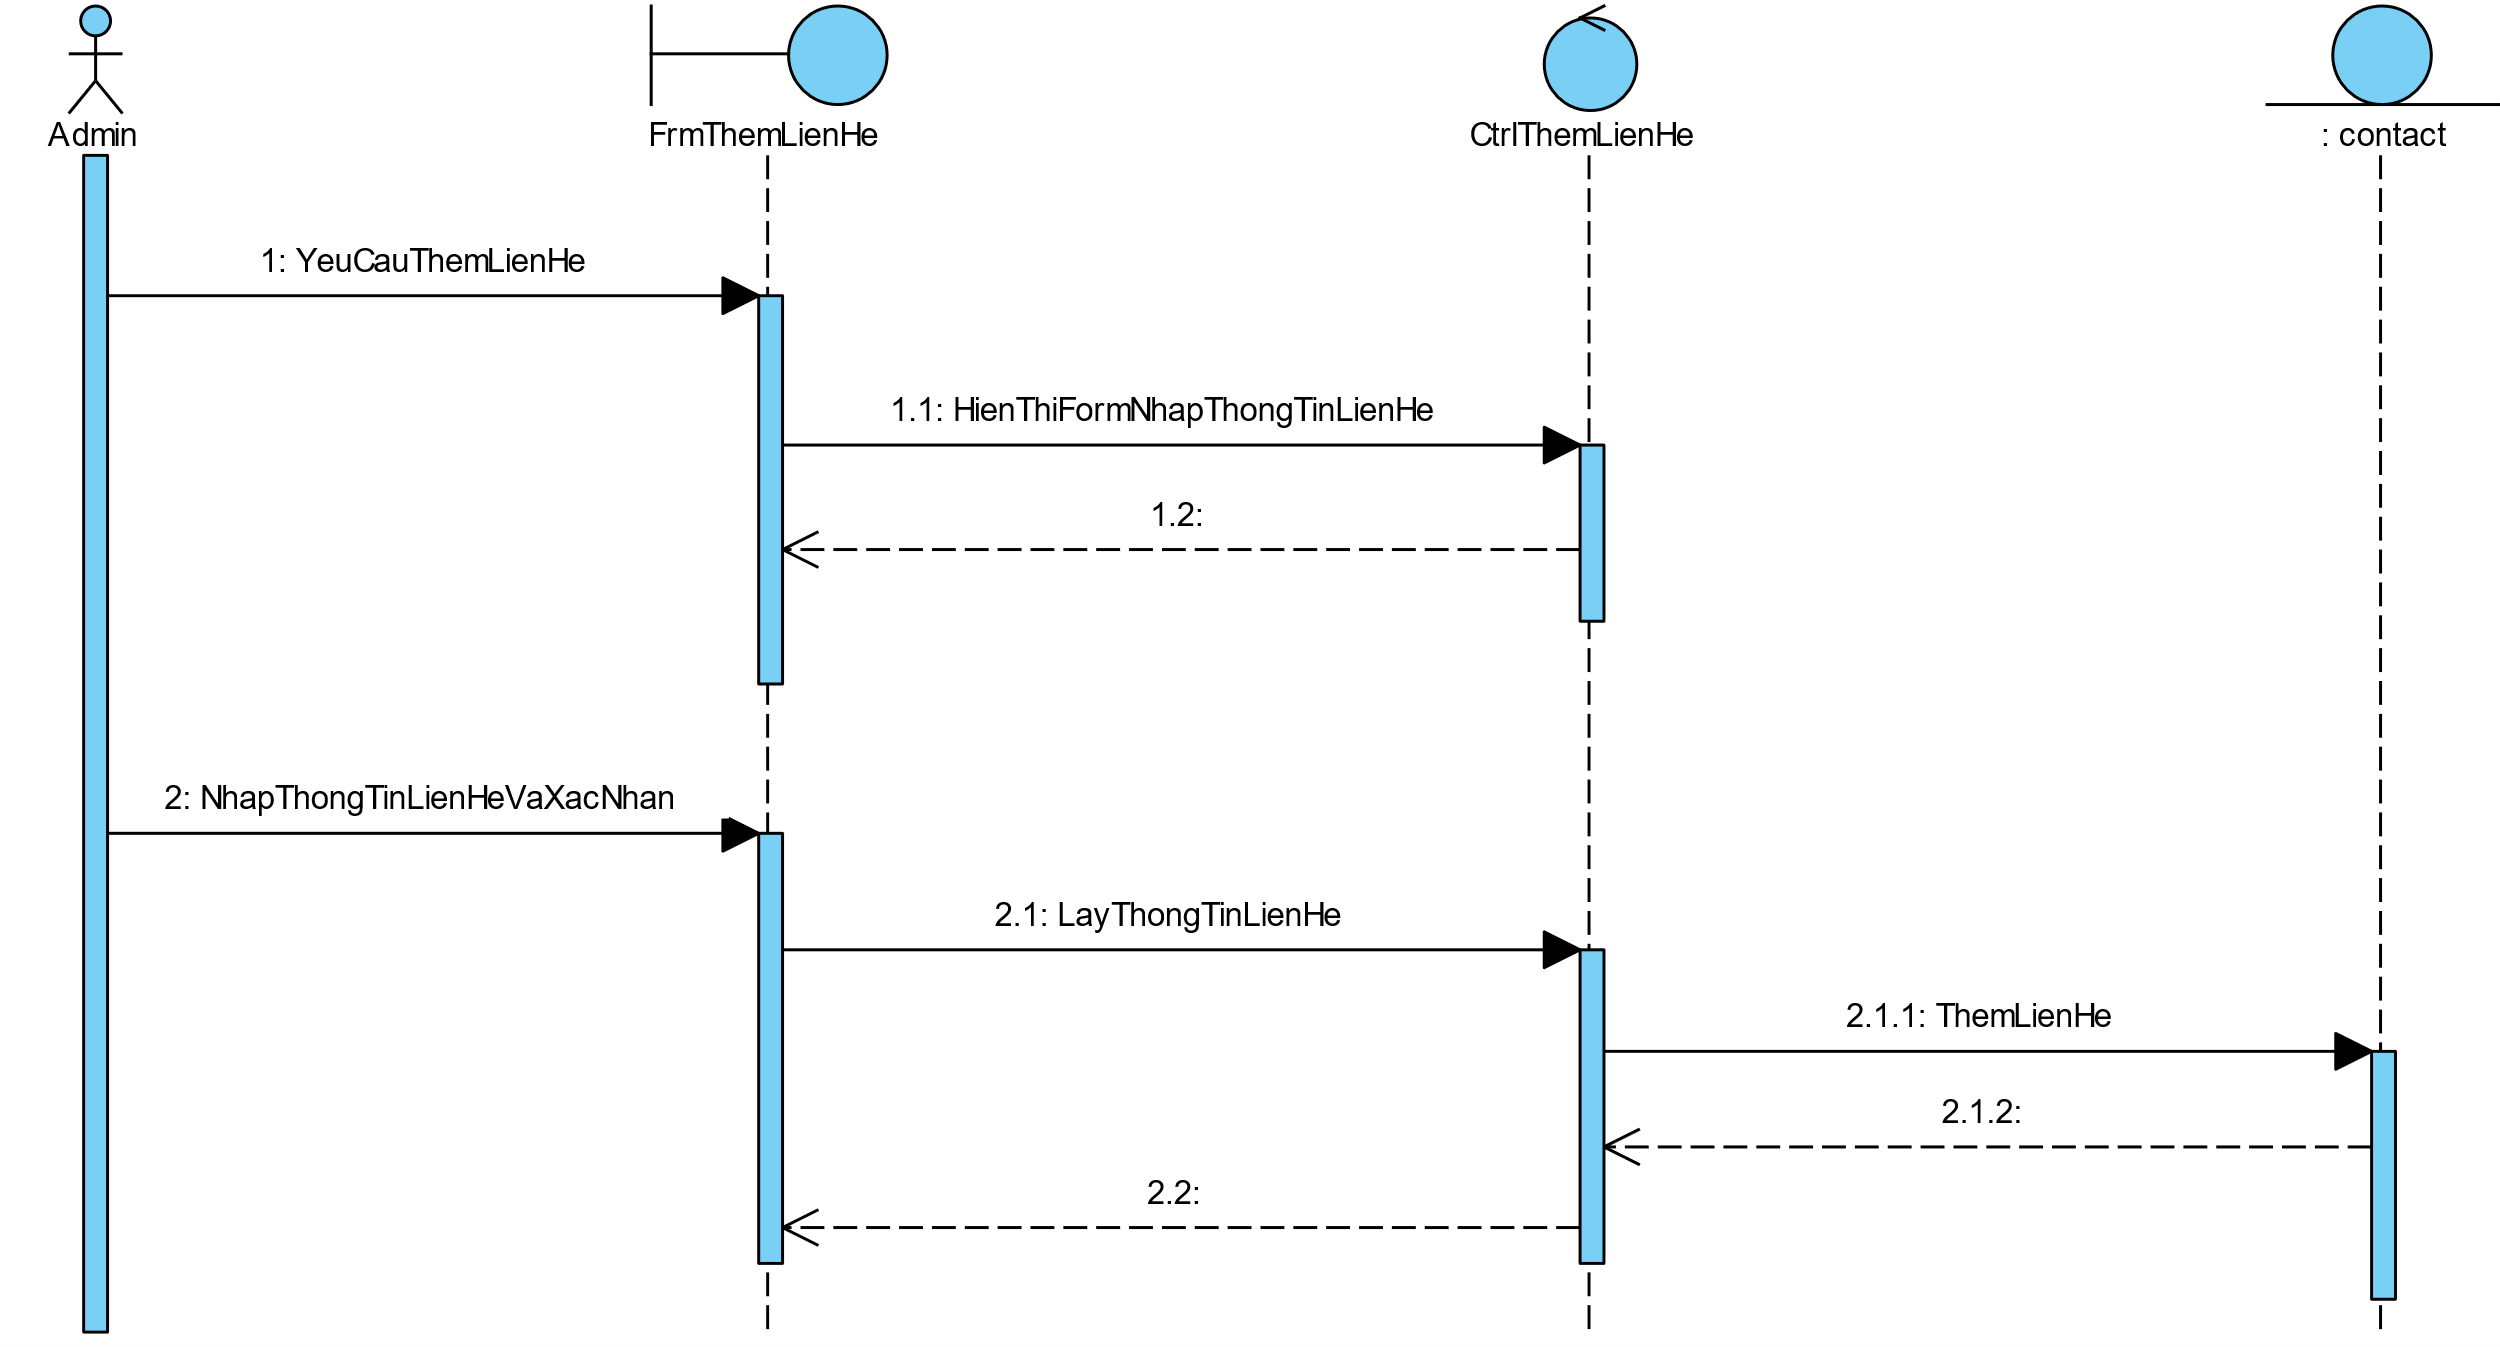 Admin
FrmThemLienHe
CtrlThemLienHe
: contact
1: YeuCauThemLienHe
1.1: HienThiFormNhapThongTinLienHe
1.2:
2: NhapThongTinLienHeVaXacNhan
2.1: LayThongTinLienHe
2.1.1: ThemLienHe
2.1.2:
2.2: